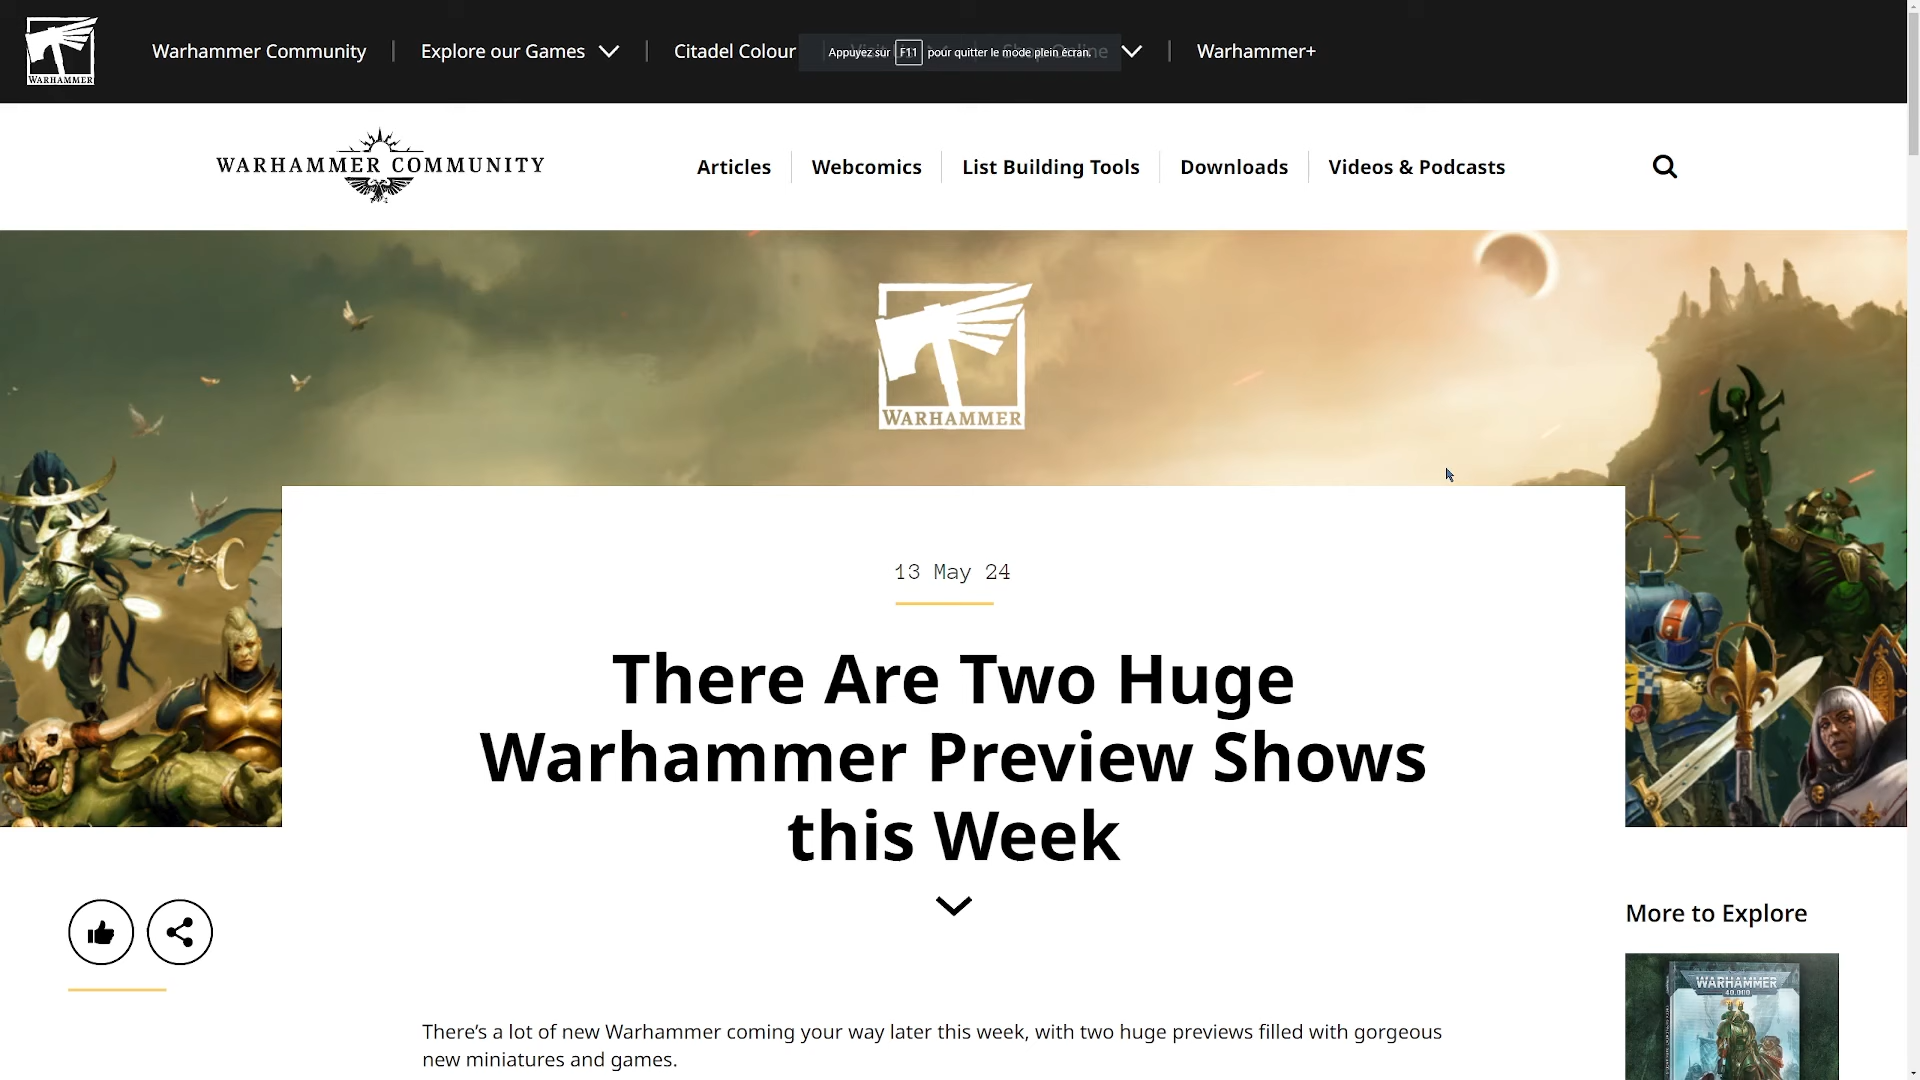 WARHAMMER
Warhammer Community
Explore our Games
Citadel Colour
Appuyez sur F11 pour quitter le mode plein écran.
Warhammer+
WARHAMMER COMMUNITY
Articles
Webcomics
List Building Tools
Downloads
Videos & Podcasts
WARHAMMER
13 May 24
There Are Two Huge
Warhammer Preview Shows
this Week
More to Explore
WARHAMMER
40,000
There's a lot of new Warhammer coming your way later this week, with two huge previews filled with gorgeous
new miniatures and games.